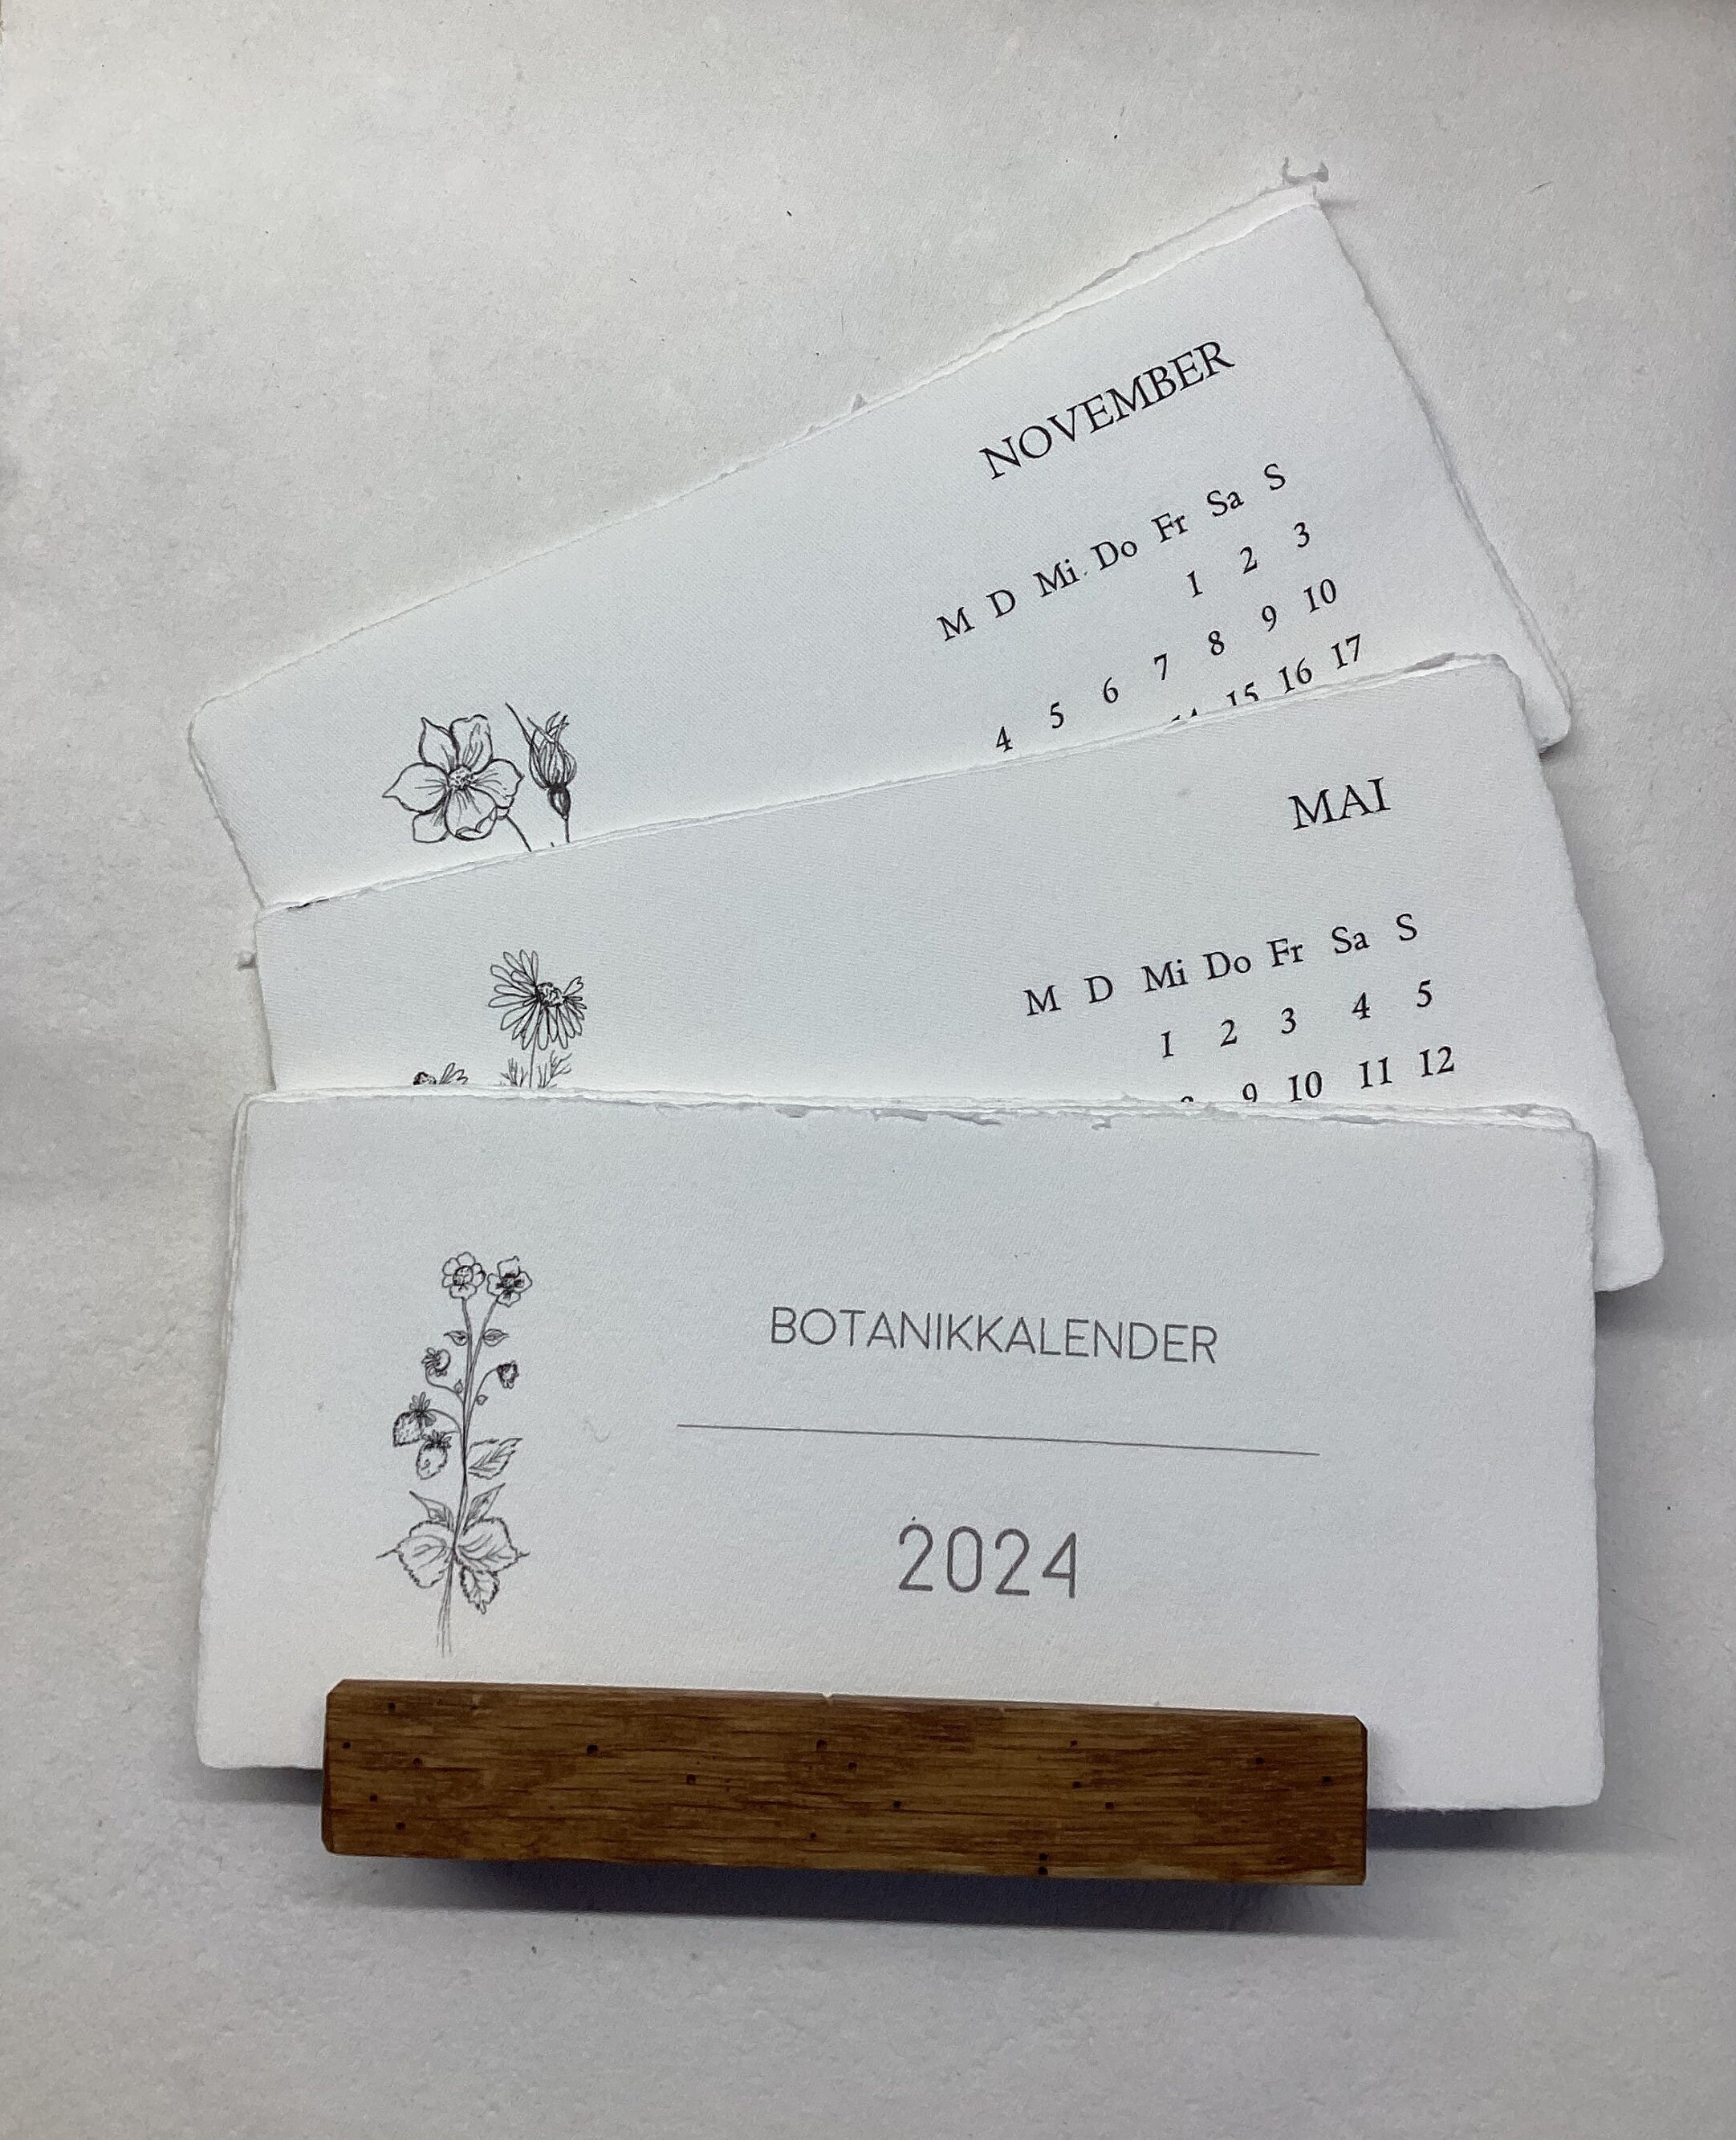 NOVEMBER
M D Mi Do Fr Sa S
1 2 3
4 5 6 7 8 9 10
15 16 17
MAI
M D Mi Do Fr Sa S
1 2 3 4 5
9 10 11 12
BOTANIKKALENDER
2024